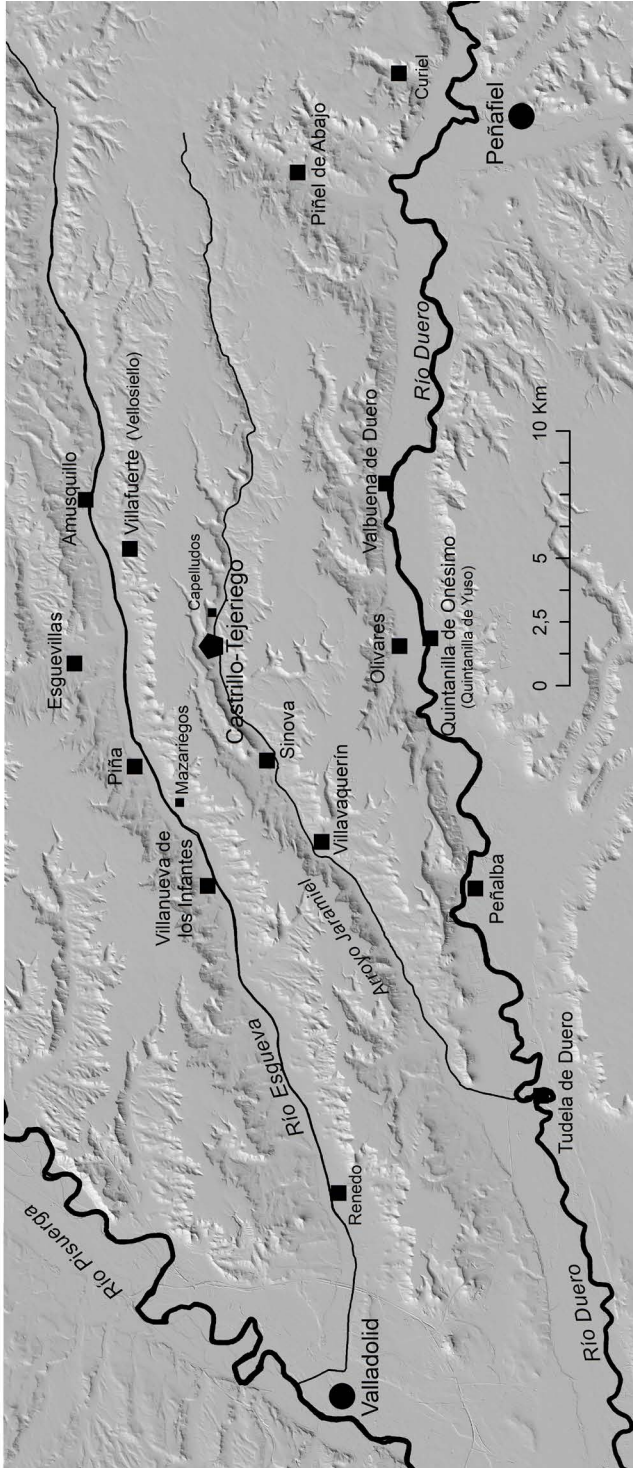 Río Pisuerga
Valladolid
Renedo
Río Esgueva
Villanueva de
los Infantes
Mazariegos
Piña
Esguevillas
Amusquillo
Villafuerte (Vellosiello)
Capelludos
Castrillo-Tejeriego
Sinova
Villavaquerín
Arroyo Jaramiel
Tudela de Duero
Río Duero
Peñalba
Olivares
Quintanilla de Onésimo
(Quintanilla de Yuso)
Valbuena de Duero
Río Duero
Piñel de Abajo
Curiel
Peñafiel
0 2,5 5 10 Km